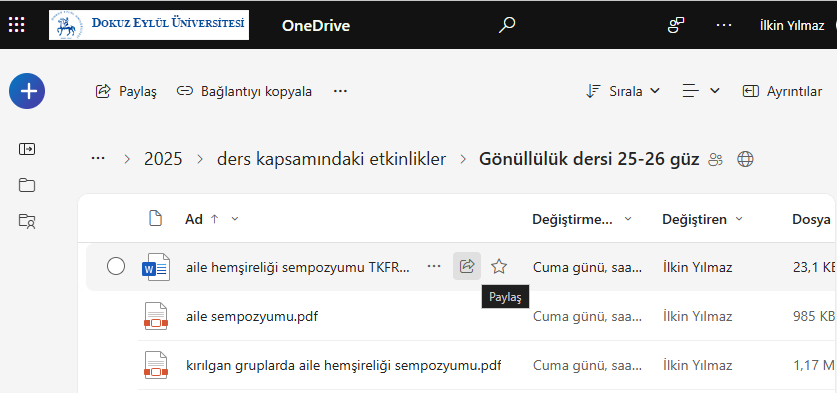 DOKUZ EYLÜL ÜNİVERSİTESİ OneDrive İlkin Yılmaz
Paylaş Bağlantıyı kopyala Sırala Ayrıntılar
2025 ders kapsamındaki etkinlikler Gönüllülük dersi 25-26 güz
Ad Değiştirme... Değiştiren Dosya
aile hemşireliği sempozyumu TKFR... Cuma günü, saa... İlkin Yılmaz 23,1 KB
Paylaş
aile sempozyumu.pdf Cuma günü, saa... İlkin Yılmaz 985 KB
kırılgan gruplarda aile hemşireliği sempozyumu.pdf Cuma günü, saa... İlkin Yılmaz 1,17 M